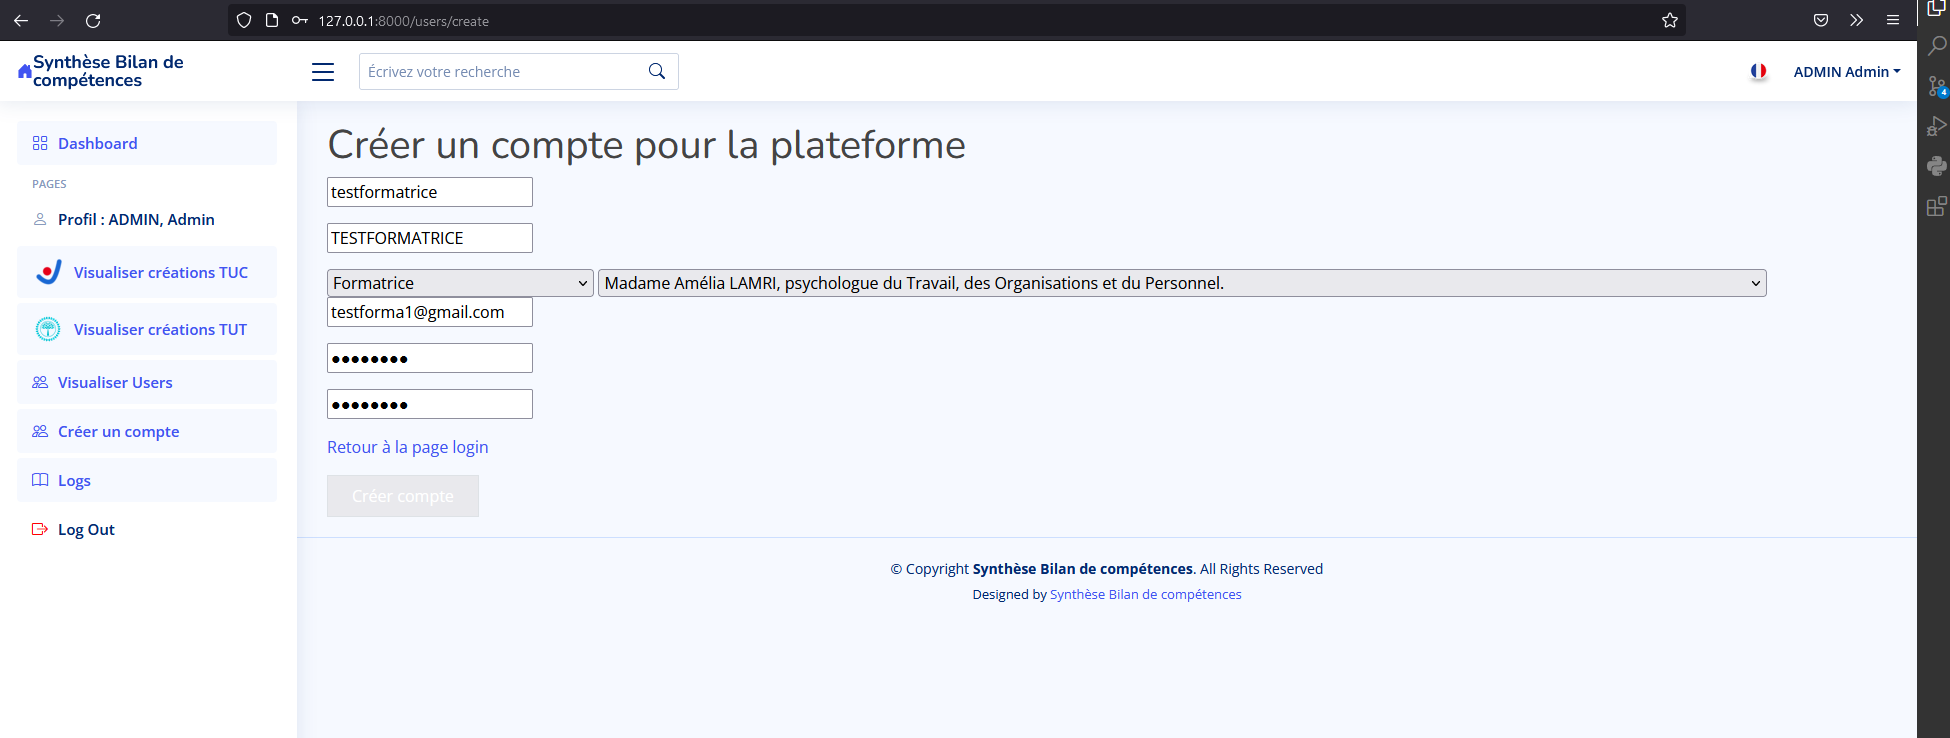 127.0.0.1:8000/users/create
Synthèse Bilan de
compétences
Écrivez votre recherche
ADMIN Admin
4
Dashboard
PAGES
Profil : ADMIN, Admin
Visualiser créations TUC
Visualiser créations TUT
Visualiser Users
Créer un compte
Logs
Log Out
Créer un compte pour la plateforme
testformatrice
TESTFORMATRICE
Formatrice
Madame Amélia LAMRI, psychologue du Travail, des Organisations et du Personnel.
testforma1@gmail.com
●●●●●●●●
●●●●●●●●
Retour à la page login
Créer compte
© Copyright Synthèse Bilan de compétences. All Rights Reserved
Designed by Synthèse Bilan de compétences